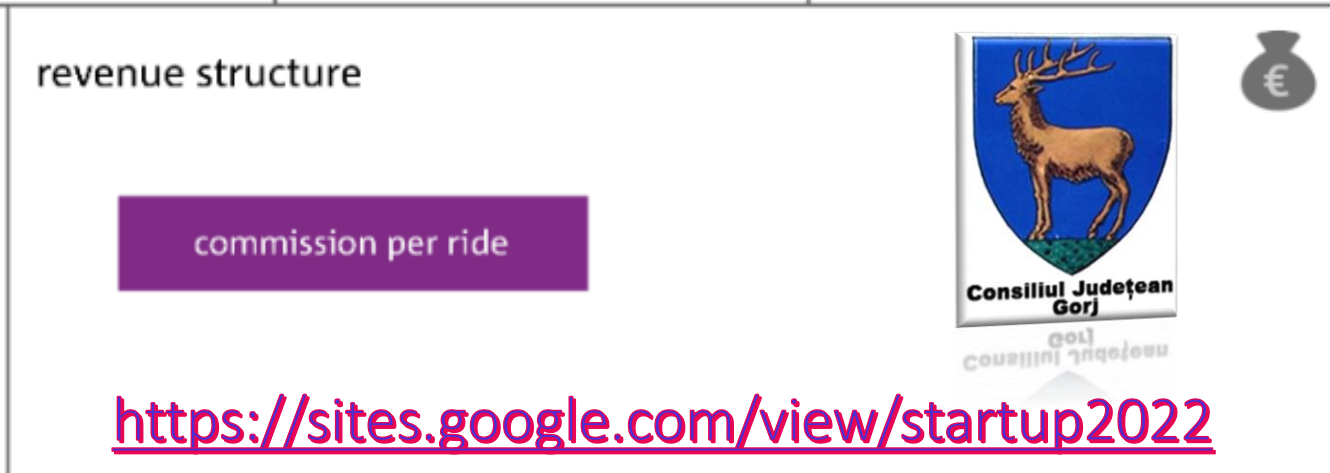 revenue structure
€
commission per ride
Consiliul Județean
Gorj
https://sites.google.com/view/startup2022